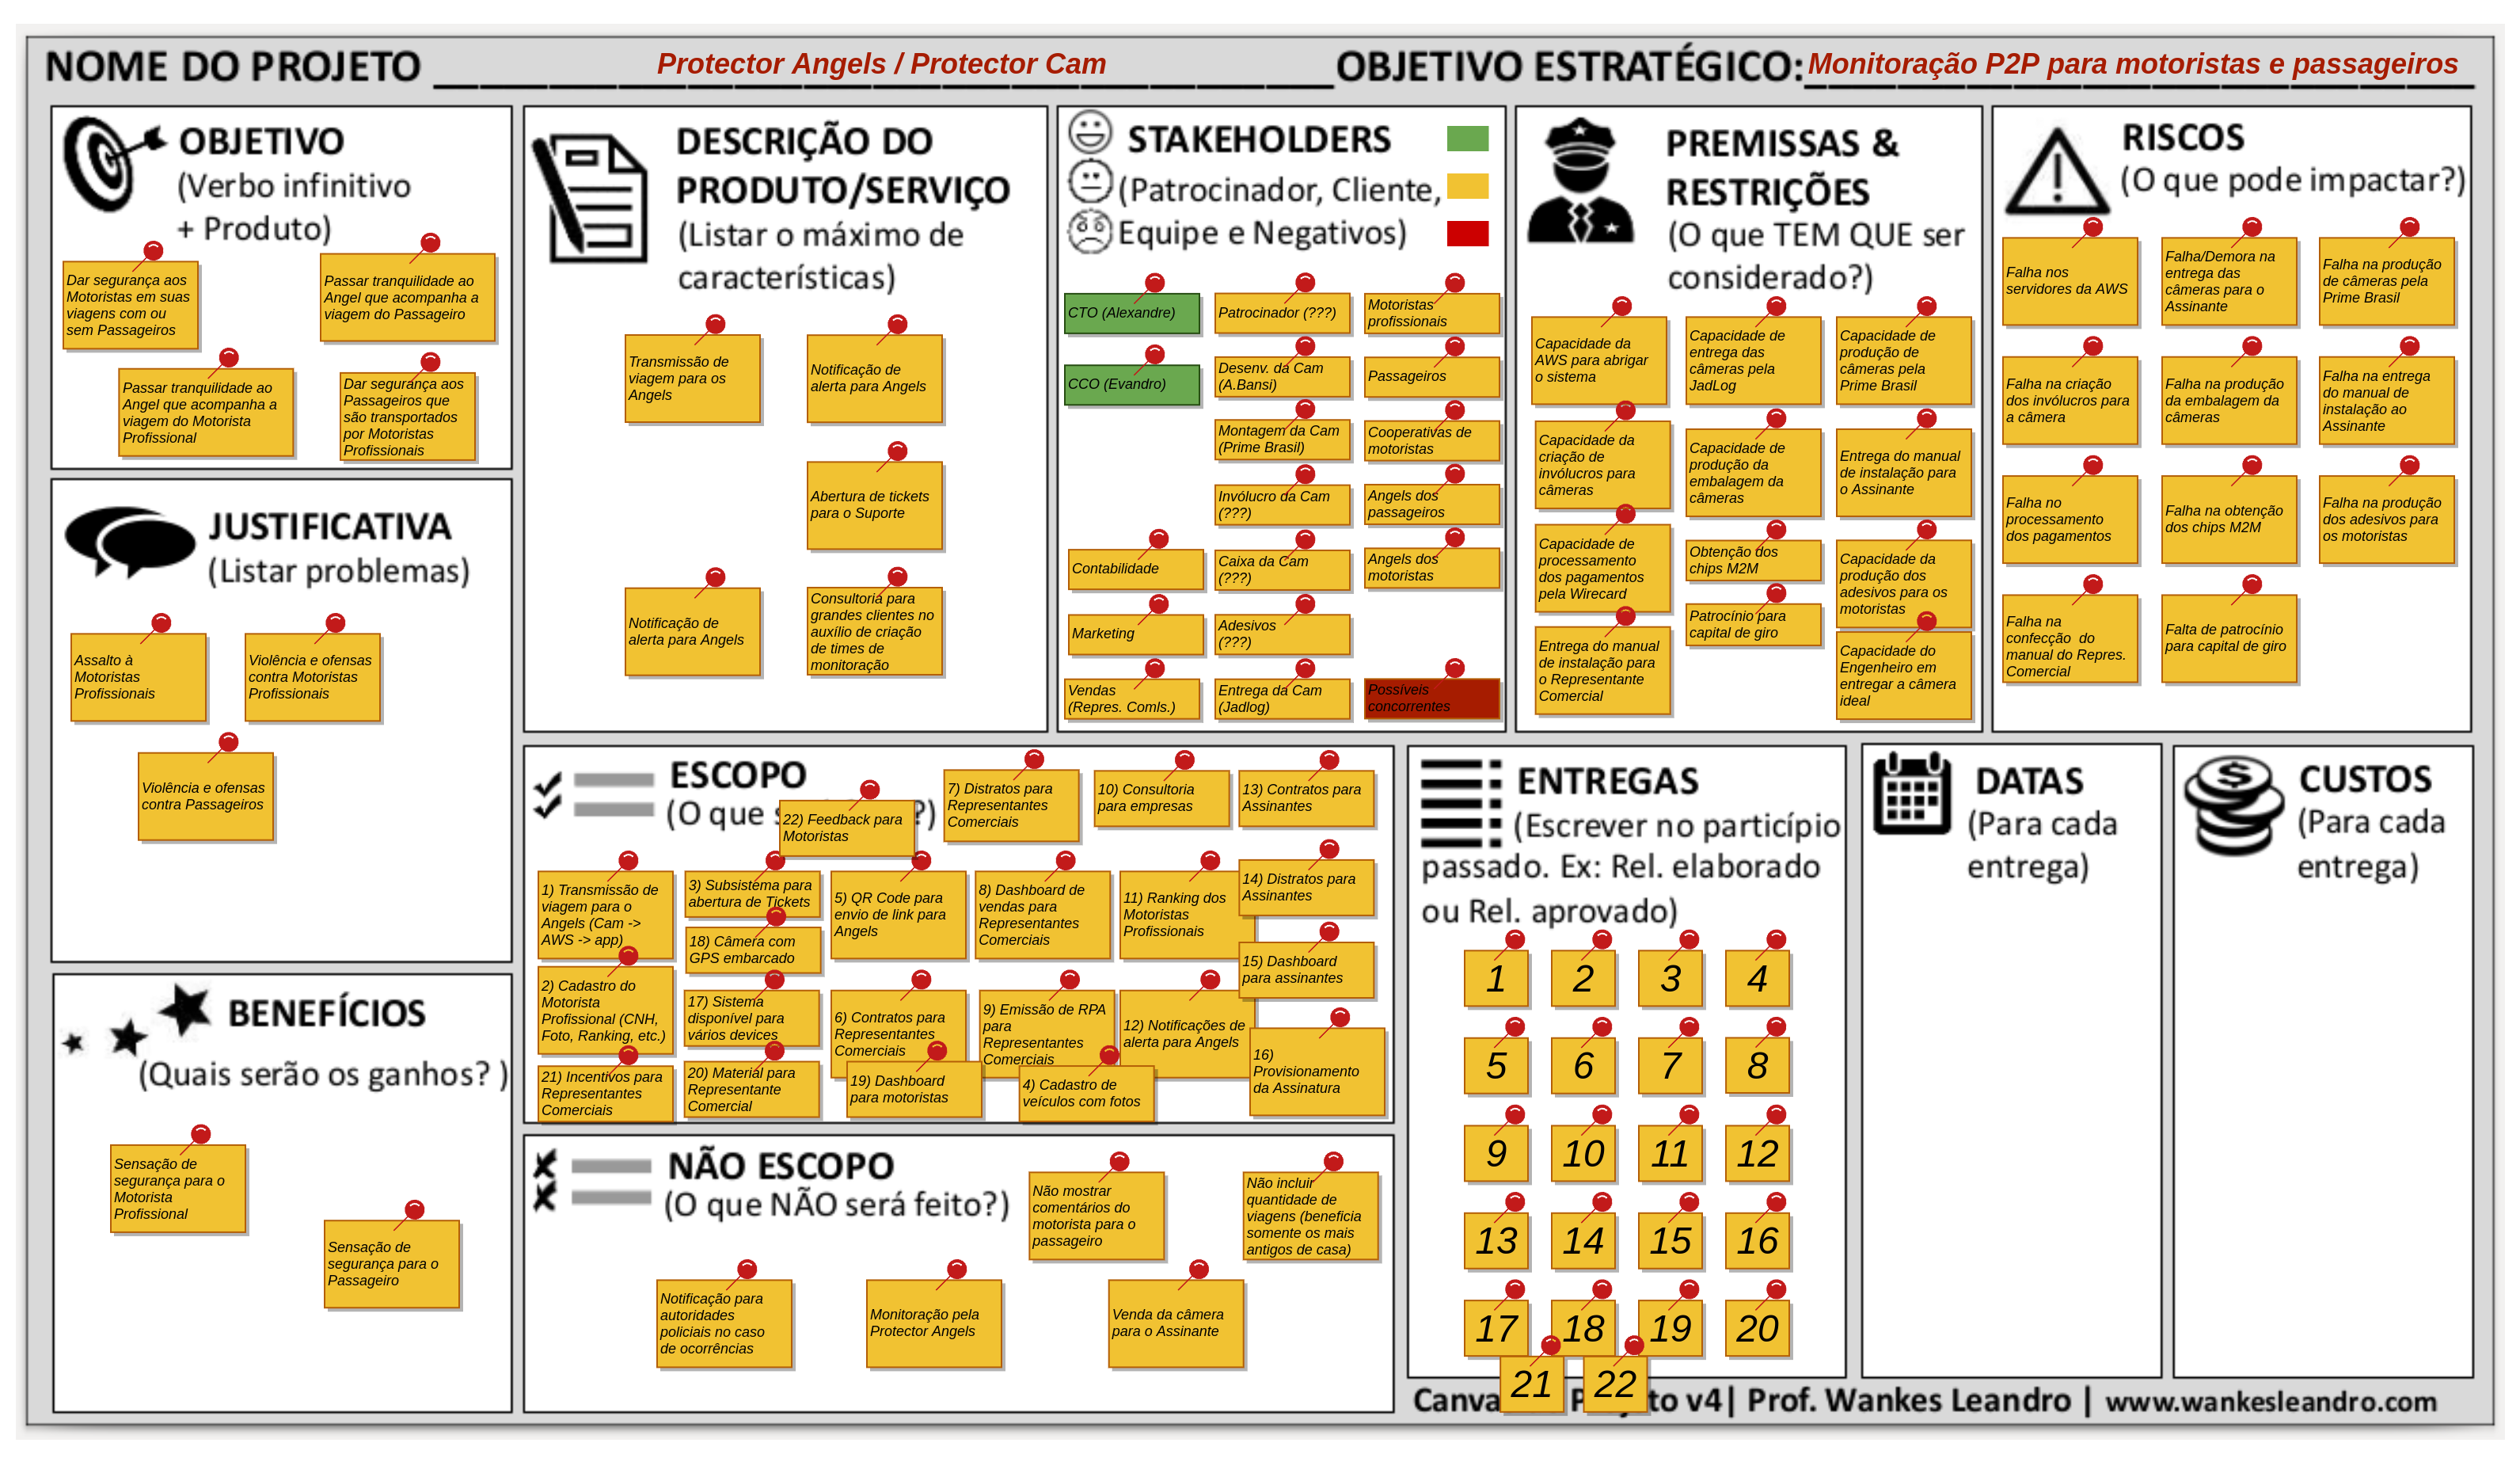 NOME DO PROJETO
Protector Angels / Protector Cam
OBJETIVO ESTRATÉGICO:
Monitoração P2P para motoristas e passageiros
OBJETIVO
(Verbo infinitivo
+ Produto)
Dar segurança aos
Motoristas em suas
viagens com ou
sem Passageiros
Passar tranquilidade ao
Angel que acompanha a
viagem do Passageiro
Passar tranquilidade ao
Angel que acompanha a
viagem do Motorista
Profissional
Dar segurança aos
Passageiros que
são transportados
por Motoristas
Profissionais
JUSTIFICATIVA
(Listar problemas)
Assalto à
Motoristas
Profissionais
Violência e ofensas
contra Motoristas
Profissionais
Violência e ofensas
contra Passageiros
BENEFÍCIOS
(Quais serão os ganhos? )
Sensação de
segurança para o
Motorista
Profissional
Sensação de
segurança para o
Passageiro
DESCRIÇÃO DO
PRODUTO/SERVIÇO
(Listar o máximo de
características)
Transmissão de
viagem para os
Angels
Notificação de
alerta para Angels
Abertura de tickets
para o Suporte
Notificação de
alerta para Angels
Consultoria para
grandes clientes no
auxílio de criação
de times de
monitoração
STAKEHOLDERS
(Patrocinador, Cliente,
Equipe e Negativos)
CTO (Alexandre)
Patrocinador (???)
Motoristas
profissionais
CCO (Evandro)
Desenv. da Cam
(A.Bansi)
Passageiros
Montagem da Cam
(Prime Brasil)
Cooperativas de
motoristas
Invólucro da Cam
(???)
Angels dos
passageiros
Contabilidade
Caixa da Cam
(???)
Angels dos
motoristas
Marketing
Adesivos
(???)
Vendas
(Repres. Comls.)
Entrega da Cam
(Jadlog)
Possíveis
concorrentes
PREMISSAS &
RESTRIÇÕES
(O que TEM QUE ser
considerado?)
Capacidade da
AWS para abrigar
o sistema
Capacidade de
entrega das
câmeras pela
JadLog
Capacidade de
produção de
câmeras pela
Prime Brasil
Capacidade da
criação de
invólucros para
câmeras
Capacidade de
produção da
embalagem da
câmeras
Entrega do manual
de instalação para
o Assinante
Capacidade de
processamento
dos pagamentos
pela Wirecard
Obtenção dos
chips M2M
Capacidade da
produção dos
adesivos para os
motoristas
Patrocínio para
capital de giro
Entrega do manual
de instalação para
o Representante
Comercial
Capacidade do
Engenheiro em
entregar a câmera
ideal
RISCOS
(O que pode impactar?)
Falha nos
servidores da AWS
Falha/Demora na
entrega das
câmeras para o
Assinante
Falha na produção
de câmeras pela
Prime Brasil
Falha na criação
dos invólucros para
a câmera
Falha na produção
da embalagem da
câmeras
Falha na entrega
do manual de
instalação ao
Assinante
Falha no
processamento
dos pagamentos
Falha na obtenção
dos chips M2M
Falha na produção
dos adesivos para
os motoristas
Falha na
confecção do
manual do Repres.
Comercial
Falta de patrocínio
para capital de giro
ESCOPO
(O que ?)
22) Feedback para
Motoristas
7) Distratos para
Representantes
Comerciais
10) Consultoria
para empresas
13) Contratos para
Assinantes
1) Transmissão de
viagem para o
Angels (Cam ->
AWS -> app)
3) Subsistema para
abertura de Tickets
18) Câmera com
GPS embarcado
5) QR Code para
envio de link para
Angels
8) Dashboard de
vendas para
Representantes
Comerciais
11) Ranking dos
Motoristas
Profissionais
14) Distratos para
Assinantes
15) Dashboard
para assinantes
2) Cadastro do
Motorista
Profissional (CNH,
Foto, Ranking, etc.)
17) Sistema
disponível para
vários devices
6) Contratos para
Representantes
Comerciais
9) Emissão de RPA
para
Representantes
Comerciais
12) Notificações de
alerta para Angels
16)
Provisionamento
da Assinatura
21) Incentivos para
Representantes
Comerciais
20) Material para
Representante
Comercial
19) Dashboard
para motoristas
4) Cadastro de
veículos com fotos
NÃO ESCOPO
(O que NÃO será feito?)
Não mostrar
comentários do
motorista para o
passageiro
Não incluir
quantidade de
viagens (beneficia
somente os mais
antigos de casa)
Notificação para
autoridades
policiais no caso
de ocorrências
Monitoração pela
Protector Angels
Venda da câmera
para o Assinante
ENTREGAS
(Escrever no particípio
passado. Ex: Rel. elaborado
ou Rel. aprovado)
1 2 3 4
5 6 7 8
9 10 11 12
13 14 15 16
17 18 19 20
21 22
DATAS
(Para cada
entrega)
CUSTOS
(Para cada
entrega)
v4| Prof. Wankes Leandro | www.wankesleandro.com